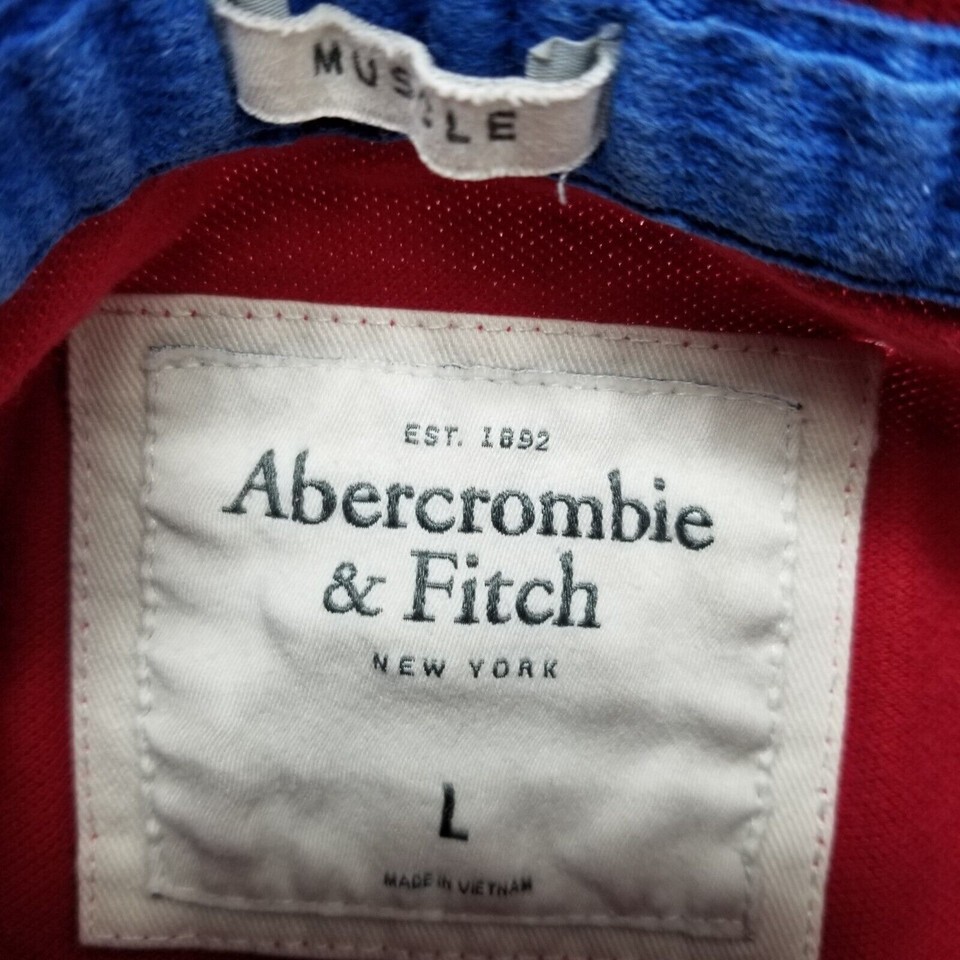 MUSCLE
EST. 1892
Abercrombie
& Fitch
NEW YORK
L
MADE IN VIETNAM